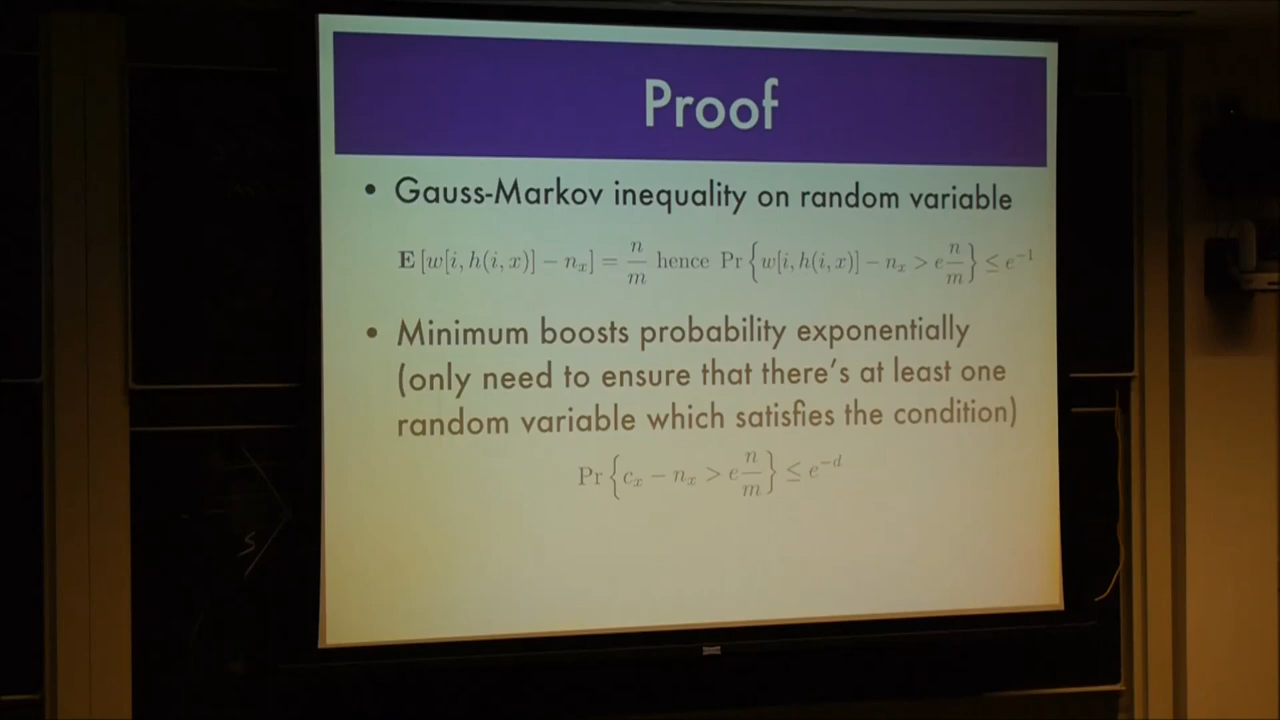 Proof
• Gauss-Markov inequality on random variable
E[w[i, h(i, x)] − n_x] = n/m hence Pr{w[i, h(i, x)] − n_x > e n/m} ≤ e^{−1}
• Minimum boosts probability exponentially
(only need to ensure that there's at least one
random variable which satisfies the condition)
Pr{c_x − n_x > e n/m} ≤ e^{−d}
S